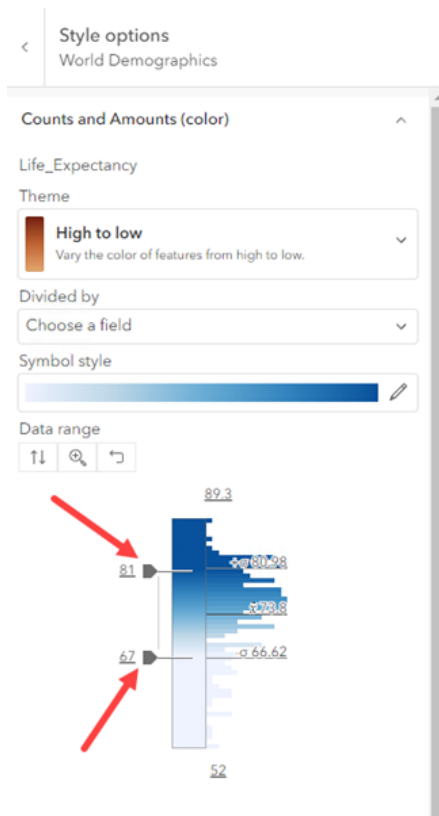 Style options
World Demographics
Counts and Amounts (color)
Life_Expectancy
Theme
High to low
Vary the color of features from high to low.
Divided by
Choose a field
Symbol style
Data range
89.3
+σ 80.98
81
x̄ 73.8
67
-σ 66.62
52